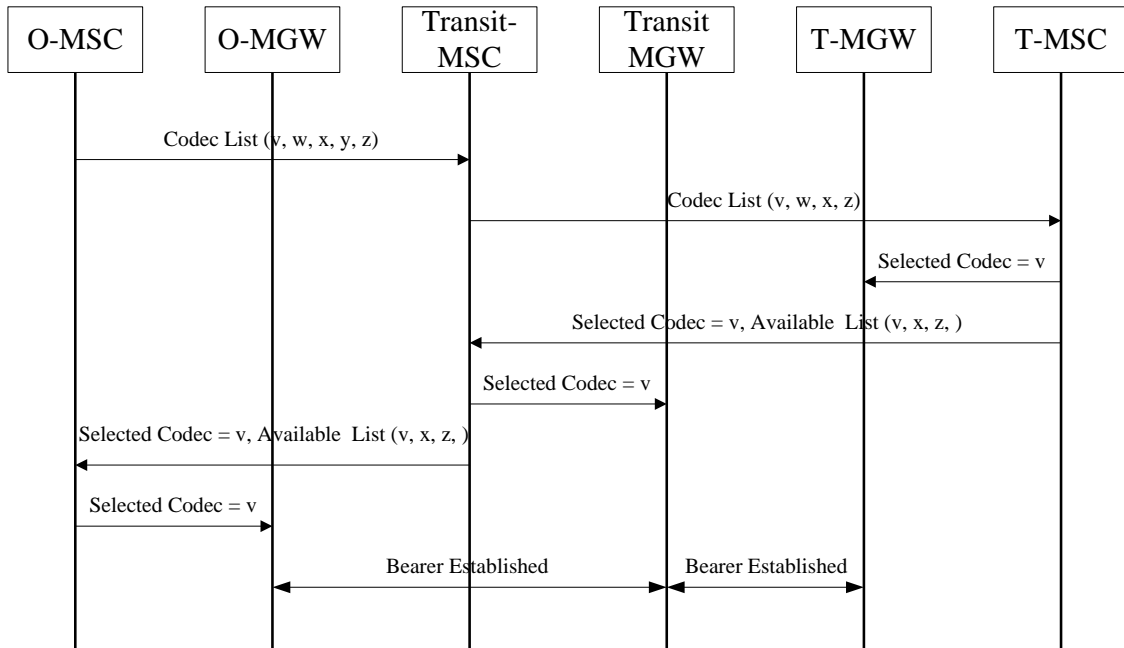 O-MSC
O-MGW
Transit-
MSC
Transit
MGW
T-MGW
T-MSC
Codec List (v, w, x, y, z)
Codec List (v, w, x, z)
Selected Codec = v
Selected Codec = v, Available  List (v, x, z, )
Selected Codec = v
Selected Codec = v, Available  List (v, x, z, )
Selected Codec = v
Bearer Established
Bearer Established